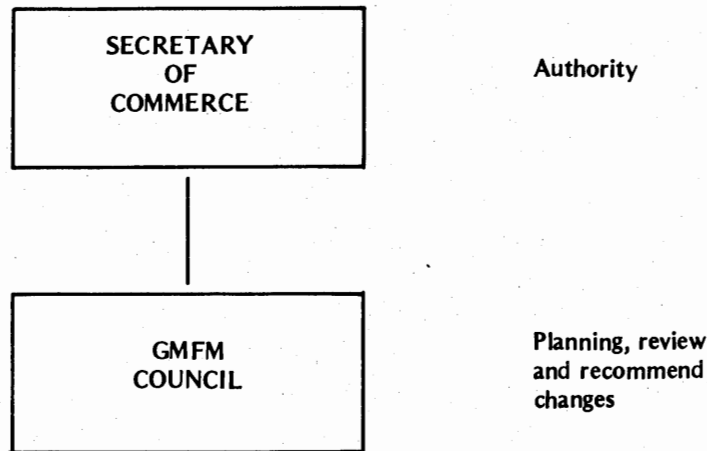 SECRETARY
OF
COMMERCE
Authority
GMFM
COUNCIL
Planning, review
and recommend
changes